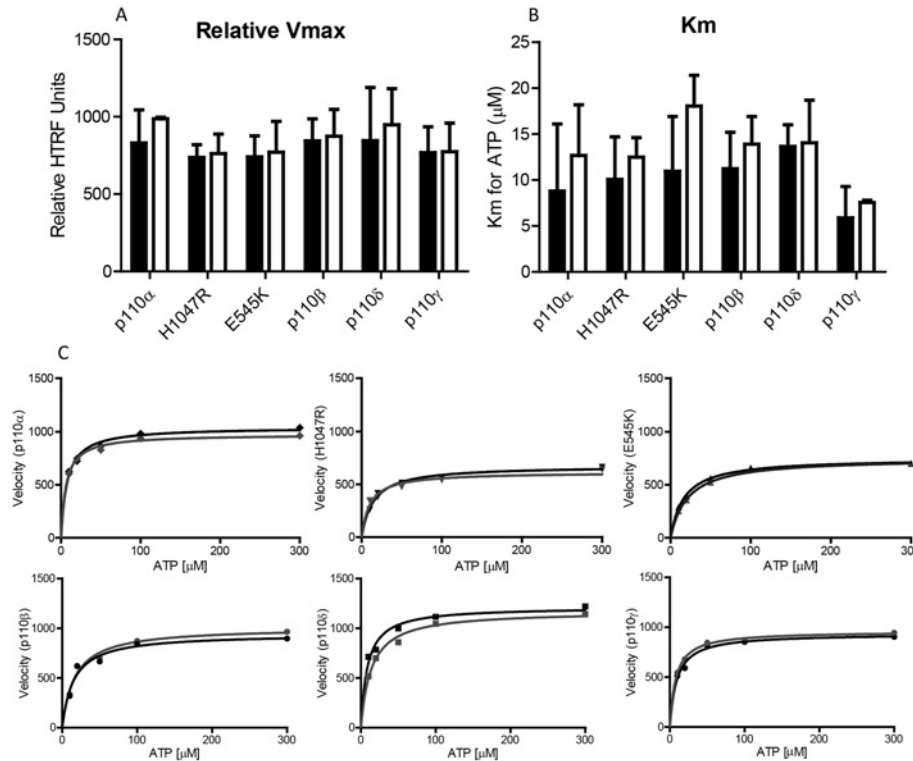 A
Relative Vmax
Relative HTRF Units
1500
1000
500
0
p110α
H1047R
E545K
p110β
p110δ
p110γ
B
Km
Km for ATP (μM)
25
20
15
10
5
0
p110α
H1047R
E545K
p110β
p110δ
p110γ
C
Velocity (p110α)
1500
1000
500
0
0 100 200 300
ATP [μM]
Velocity (H1047R)
1500
1000
500
0
0 100 200 300
ATP [μM]
Velocity (E545K)
1500
1000
500
0
0 100 200 300
ATP [μM]
Velocity (p110β)
1500
1000
500
0
0 100 200 300
ATP [μM]
Velocity (p110δ)
1500
1000
500
0
0 100 200 300
ATP [μM]
Velocity (p110γ)
1500
1000
500
0
0 100 200 300
ATP [μM]